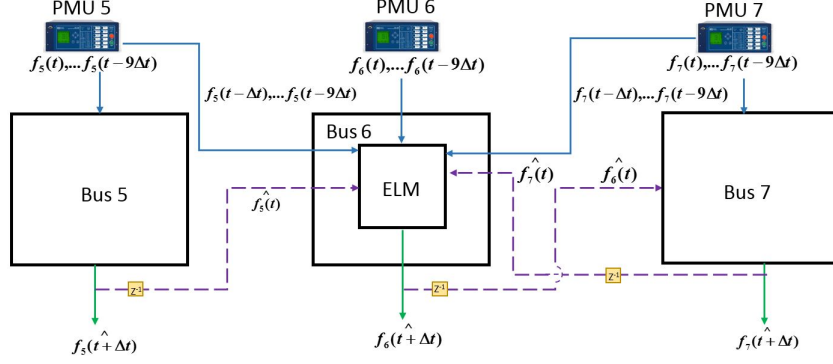 PMU 5
PMU 6
PMU 7
f₅(t),...f₅(t−9Δt)
f₆(t),...f₆(t−9Δt)
f₇(t),...f₇(t−9Δt)
f₅(t−Δt),...f₅(t−9Δt)
f₇(t−Δt),...f₇(t−9Δt)
Bus 5
Bus 6
ELM
Bus 7
f̂₅(t)
f̂₇(t)
f̂₆(t)
Z⁻¹
Z⁻¹
Z⁻¹
f̂₅(t+Δt)
f̂₆(t+Δt)
f̂₇(t+Δt)